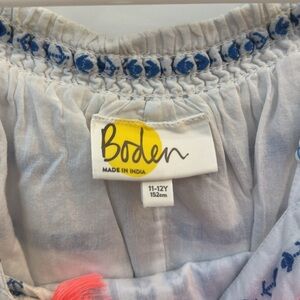 Boden
MADE IN INDIA
11-12Y
152cm